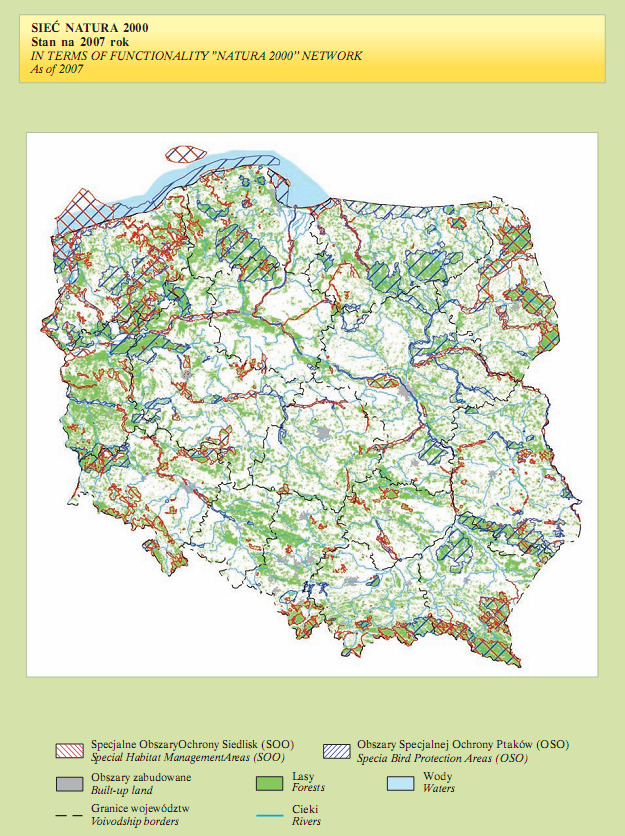 SIEĆ NATURA 2000
Stan na 2007 rok
IN TERMS OF FUNCTIONALITY "NATURA 2000" NETWORK
As of 2007
Specjalne ObszaryOchrony Siedlisk (SOO)
Special Habitat ManagementAreas (SOO)
Obszary Specjalnej Ochrony Ptaków (OSO)
Specia Bird Protection Areas (OSO)
Obszary zabudowane
Built-up land
Lasy
Forests
Wody
Waters
Granice województw
Voivodship borders
Cieki
Rivers